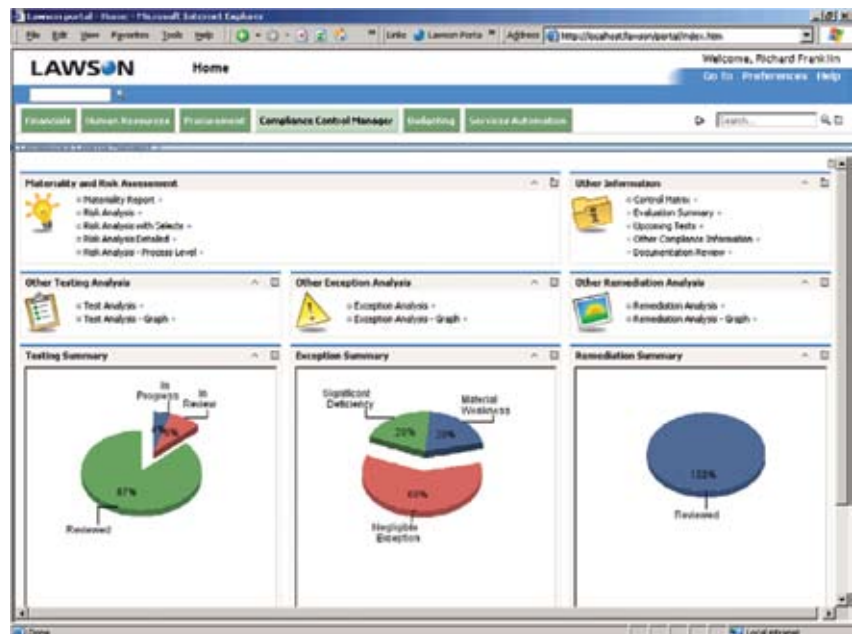 Lawson portal - Home - Microsoft Internet Explorer
File Edit View Favorites Tools Help
Links Lawson Porta Address http://localhost/lawson/portal/index.htm
LAWSON Home Welcome, Richard Franklin
Go To Preferences Help
Financials Human Resources Procurement Compliance Control Manager Budgeting Services Automation Search...
Materiality and Risk Assessment
Materiality Report
Risk Analysis
Risk Analysis with Selects
Risk Analysis Detailed
Risk Analysis - Process Level
Other Information
Control Matrix
Evaluation Summary
Upcoming Tests
Other Compliance Information
Documentation Review
Other Testing Analysis
Test Analysis
Test Analysis - Graph
Other Exception Analysis
Exception Analysis
Exception Analysis - Graph
Other Remediation Analysis
Remediation Analysis
Remediation Analysis - Graph
Testing Summary
In
Progress
In
Review
87%
Reviewed
Exception Summary
Significant
Deficiency
Material
Weakness
20% 20%
60%
Negligible
Exception
Remediation Summary
100%
Reviewed
Done Local intranet